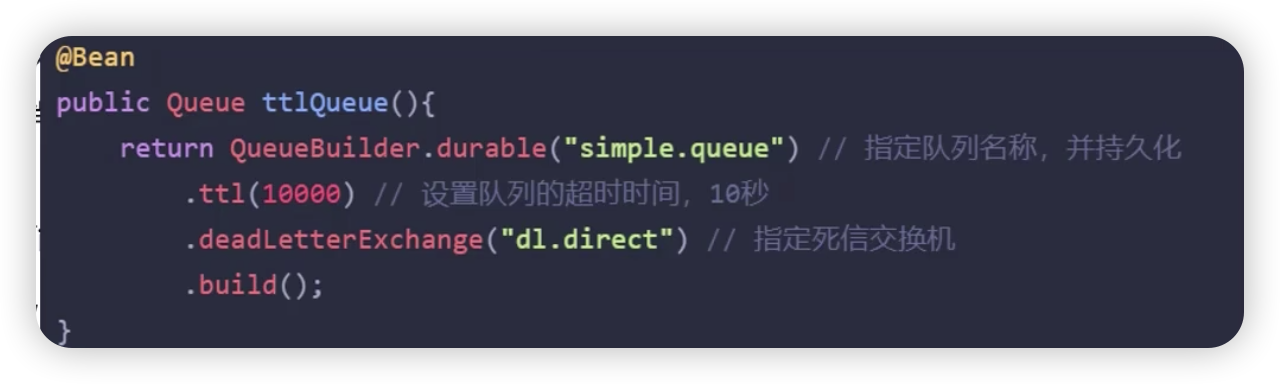 @Bean
public Queue ttlQueue(){
    return QueueBuilder.durable("simple.queue") // 指定队列名称，并持久化
        .ttl(10000) // 设置队列的超时时间，10秒
        .deadLetterExchange("dl.direct") // 指定死信交换机
        .build();
}